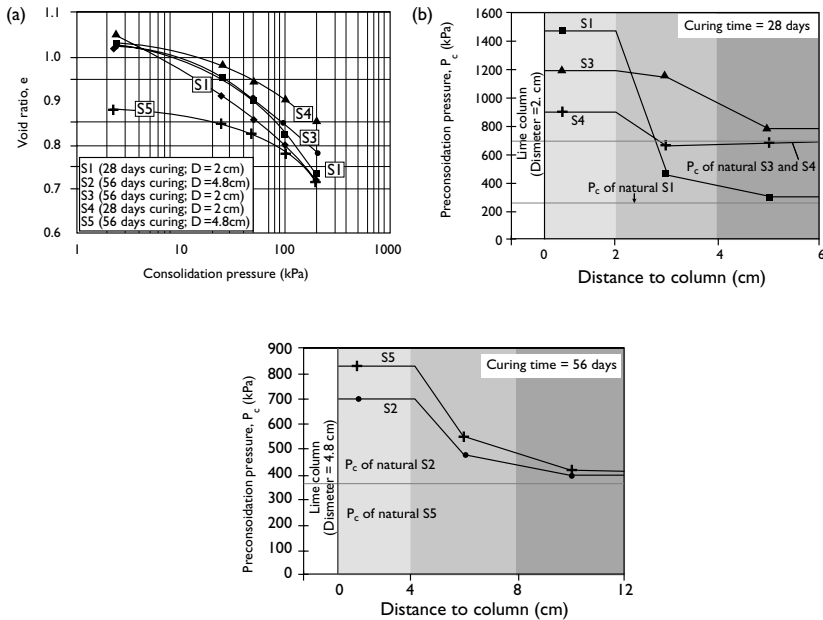 (a)
1.1
1.0
0.9
0.8
0.7
0.6
Void ratio, e
S1
S5
S4
S3
S1
S1 (28 days curing; D = 2 cm)
S2 (56 days curing; D =4.8cm)
S3 (56 days curing; D = 2 cm)
S4 (28 days curing; D = 2 cm)
S5 (56 days curing; D =4.8cm)
1 10 100 1000
Consolidation pressure (kPa)
(b)
1600
1400
1200
1000
800
600
400
200
0
Preconsoidation pressure, Pc (kPa)
Lime column
(Dismeter =2. cm)
Curing time = 28 days
S1
S3
S4
Pc of natural S3 and S4
Pc of natural S1
0 2 4 6
Distance to column (cm)
900
800
700
600
500
400
300
200
100
0
Preconsoidation pressure, Pc (kPa)
Lime column
(Dismeter = 4.8 cm)
Curing time = 56 days
S5
S2
Pc of natural S2
Pc of natural S5
0 4 8 12
Distance to column (cm)